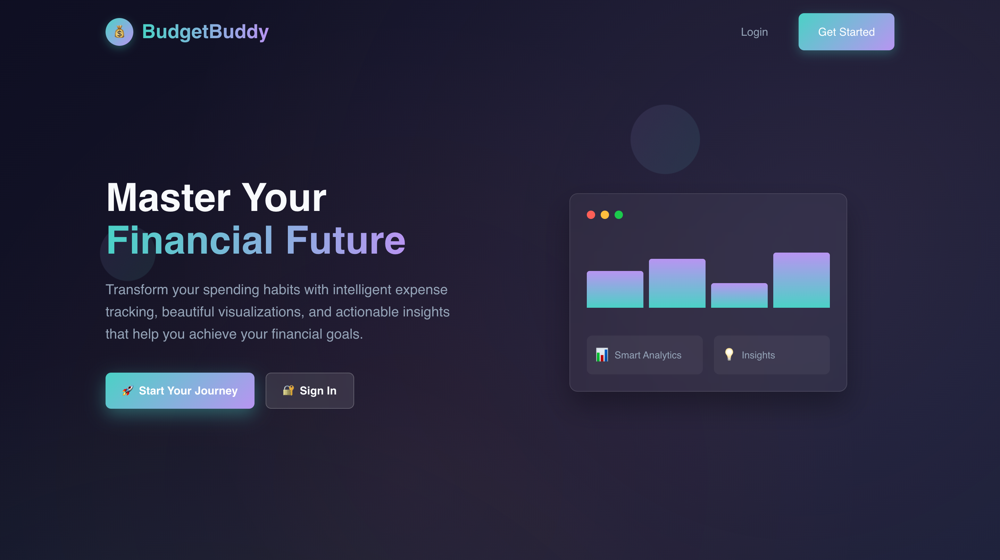 BudgetBuddy
Login
Get Started
Master Your
Financial Future
Transform your spending habits with intelligent expense
tracking, beautiful visualizations, and actionable insights
that help you achieve your financial goals.
🚀 Start Your Journey
🔐 Sign In
📊 Smart Analytics
💡 Insights